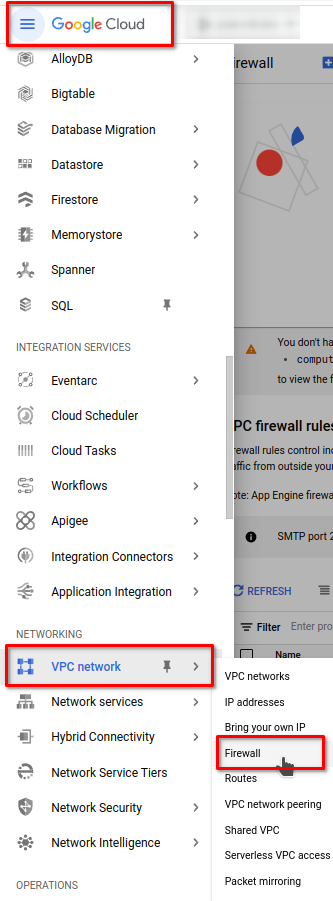 Google Cloud
AlloyDB
Bigtable
Database Migration
Datastore
Firestore
Memorystore
Spanner
SQL
INTEGRATION SERVICES
Eventarc
Cloud Scheduler
Cloud Tasks
Workflows
Apigee
Integration Connectors
Application Integration
NETWORKING
VPC network
Network services
Hybrid Connectivity
Network Service Tiers
Network Security
Network Intelligence
OPERATIONS
VPC networks
IP addresses
Bring your own IP
Firewall
Routes
VPC network peering
Shared VPC
Serverless VPC access
Packet mirroring
irewall
You don't ha
• comput
to view the f
PC firewall rules
irewall rules control inc
affic from outside your
ote: App Engine firewa
SMTP port 2
REFRESH
Filter Enter pro
Name